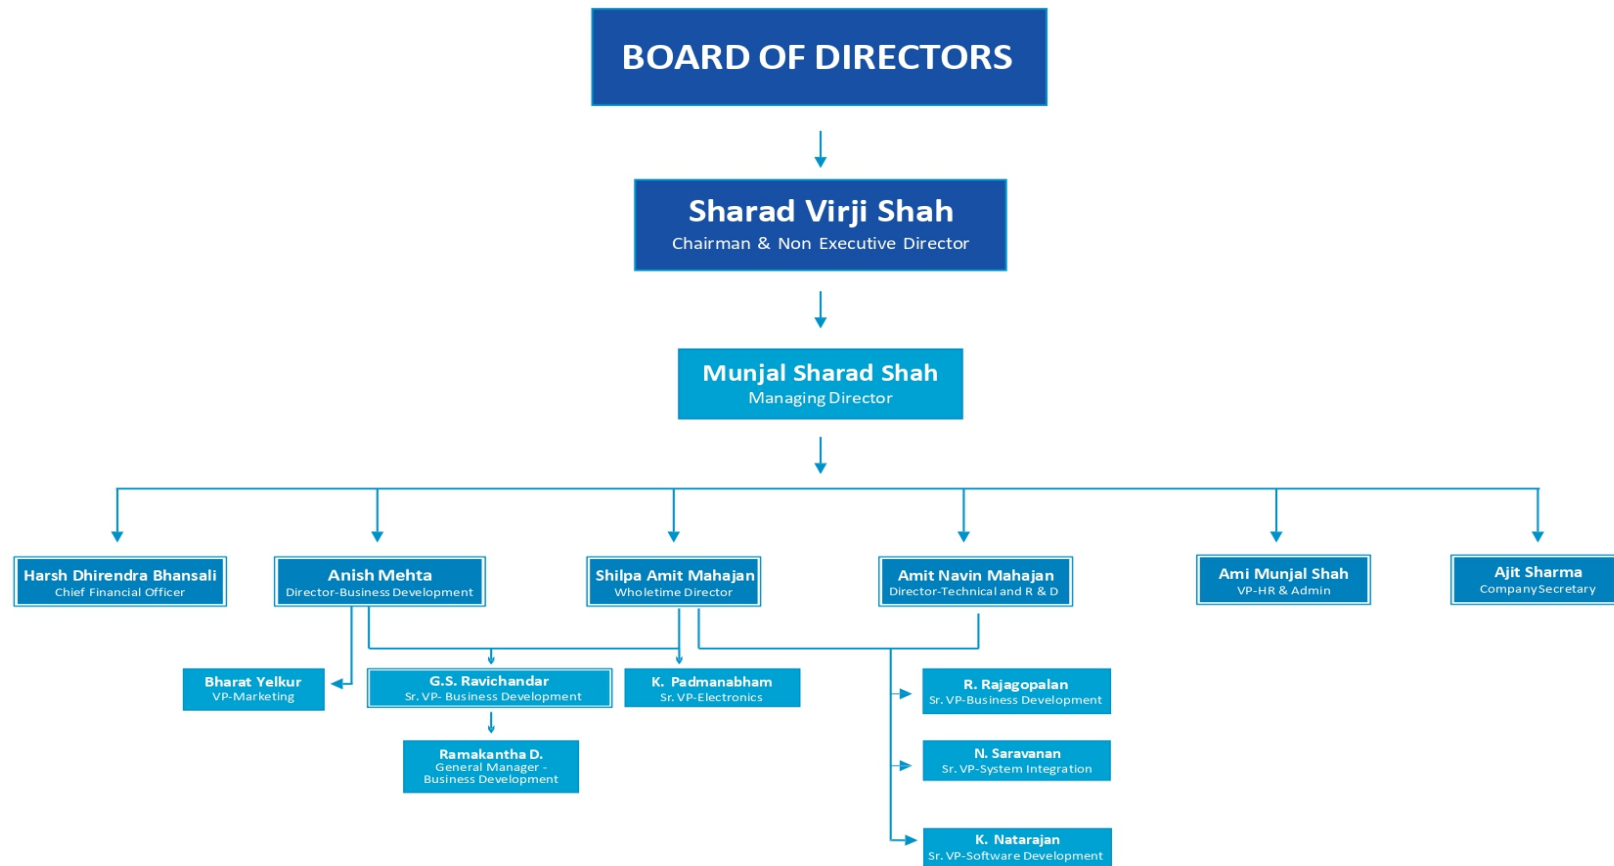 BOARD OF DIRECTORS
Sharad Virji Shah
Chairman & Non Executive Director
Munjal Sharad Shah
Managing Director
Harsh Dhirendra Bhansali
Chief Financial Officer
Anish Mehta
Director-Business Development
Shilpa Amit Mahajan
Wholetime Director
Amit Navin Mahajan
Director-Technical and R & D
Ami Munjal Shah
VP-HR & Admin
Ajit Sharma
Company Secretary
Bharat Yelkur
VP-Marketing
G.S. Ravichandar
Sr. VP- Business Development
K. Padmanabham
Sr. VP-Electronics
R. Rajagopalan
Sr. VP-Business Development
Ramakantha D.
General Manager -
Business Development
N. Saravanan
Sr. VP-System Integration
K. Natarajan
Sr. VP-Software Development